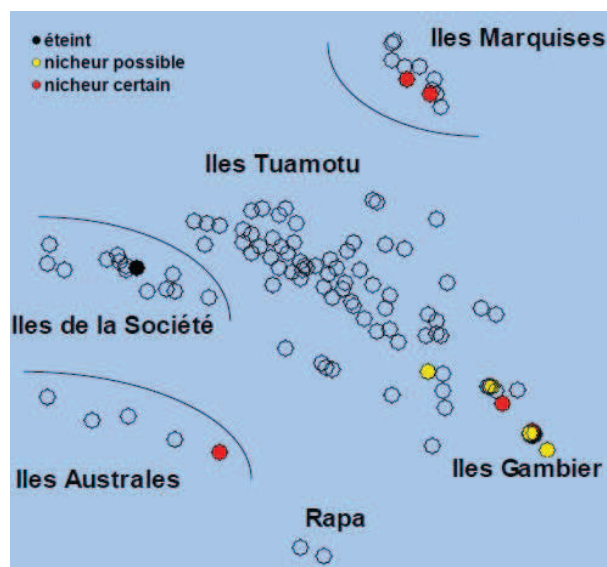 éteint
nicheur possible
nicheur certain
Iles Marquises
Iles Tuamotu
Iles de la Société
Iles Australes
Iles Gambier
Rapa